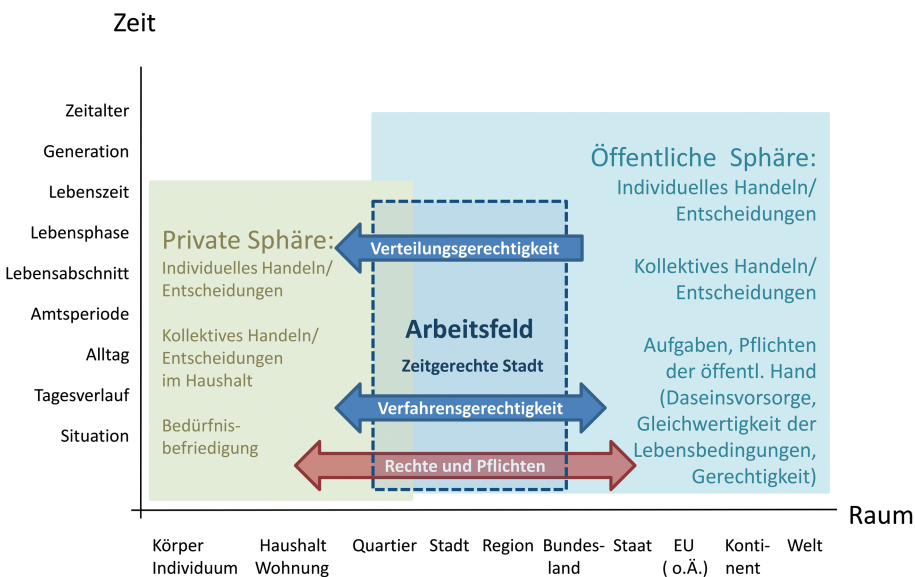 Zeit
Zeitalter
Generation
Lebenszeit
Lebensphase
Lebensabschnitt
Amtsperiode
Alltag
Tagesverlauf
Situation
Private Sphäre:
Individuelles Handeln/
Entscheidungen
Kollektives Handeln/
Entscheidungen
im Haushalt
Bedürfnis-
befriedigung
Verteilungsgerechtigkeit
Arbeitsfeld
Zeitgerechte Stadt
Verfahrensgerechtigkeit
Rechte und Pflichten
Öffentliche Sphäre:
Individuelles Handeln/
Entscheidungen
Kollektives Handeln/
Entscheidungen
Aufgaben, Pflichten
der öffentl. Hand
(Daseinsvorsorge,
Gleichwertigkeit der
Lebensbedingungen,
Gerechtigkeit)
Raum
Körper
Individuum
Haushalt
Wohnung
Quartier
Stadt
Region
Bundes-
land
Staat
EU
( o.Ä.)
Konti-
nent
Welt